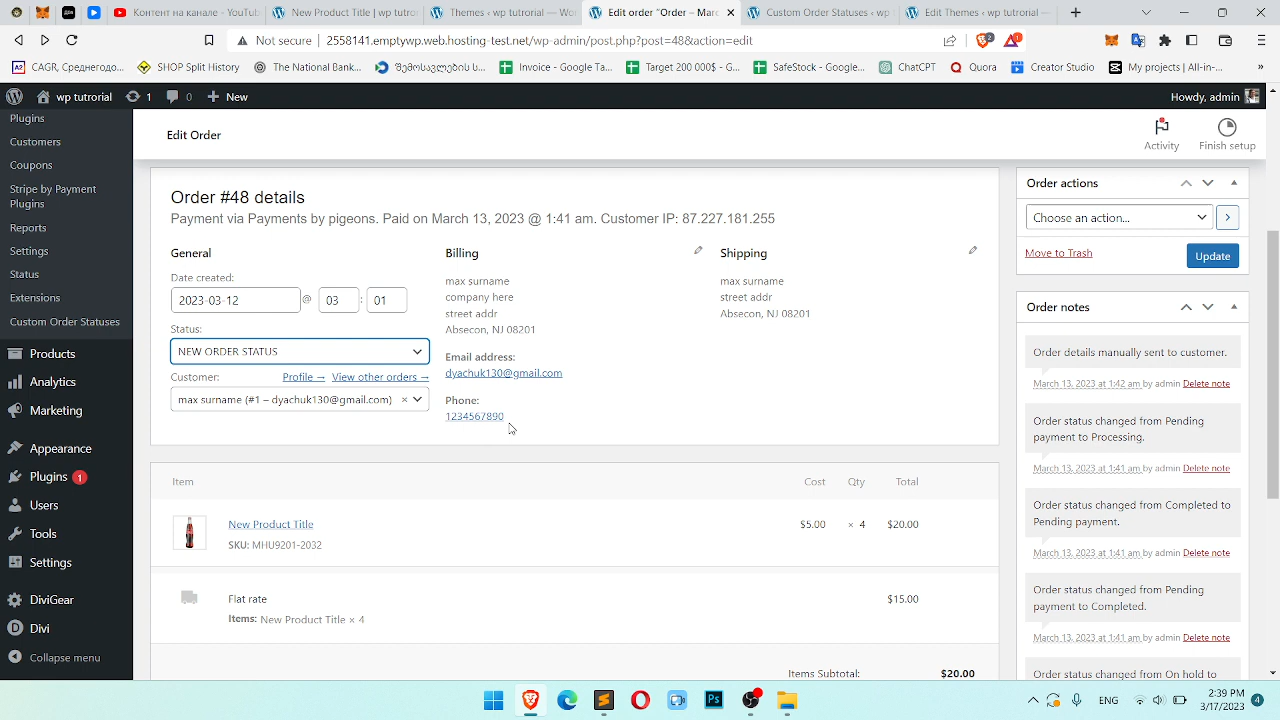 Контент на канале - YouTub
New Product Title | wp tutor
Edit order "Order – Marc
Custom Order Statuses ‹ wp
Edit Themes ‹ wp tutorial —
Not secure
2558141.emptywp.web.hosting-test.net/wp-admin/post.php?post=48&action=edit
2
1
CAGR, Среднегодо...
SHOP Split History
The National Bank...
Invoice - Google Ta...
Target 200 000$ - G...
SafeStock - Google...
ChatGPT
Quora
Creator Studio
My projects | All-in-...
»
wp tutorial
1
0
New
Howdy, admin
Plugins
Customers
Coupons
Stripe by Payment
Plugins
Reports
Settings
Status
Extensions
Custom Order Statuses
Products
Analytics
Marketing
Appearance
Plugins 1
Users
Tools
Settings
DiviGear
Divi
Collapse menu
Edit Order
Activity
Finish setup
Order #48 details
Payment via Payments by pigeons. Paid on March 13, 2023 @ 1:41 am. Customer IP: 87.227.181.255
General
Date created:
2023-03-12 @ 03 : 01
Status:
NEW ORDER STATUS
Customer:
Profile →
View other orders →
max surname (#1 – dyachuk130@gmail.com) ×
Billing
max surname
company here
street addr
Absecon, NJ 08201
Email address:
dyachuk130@gmail.com
Phone:
1234567890
Shipping
max surname
street addr
Absecon, NJ 08201
Item
Cost
Qty
Total
New Product Title
$5.00
× 4
$20.00
SKU: MHU9201-2032
Flat rate
$15.00
Items: New Product Title × 4
Items Subtotal:
$20.00
Order actions
Choose an action...
Move to Trash
Update
Order notes
Order details manually sent to customer.
March 13, 2023 at 1:42 am by admin Delete note
Order status changed from Pending
payment to Processing.
March 13, 2023 at 1:41 am by admin Delete note
Order status changed from Completed to
Pending payment.
March 13, 2023 at 1:41 am by admin Delete note
Order status changed from Pending
payment to Completed.
March 13, 2023 at 1:41 am by admin Delete note
Order status changed from On hold to
Ps
ENG
2:39 PM
3/17/2023
4